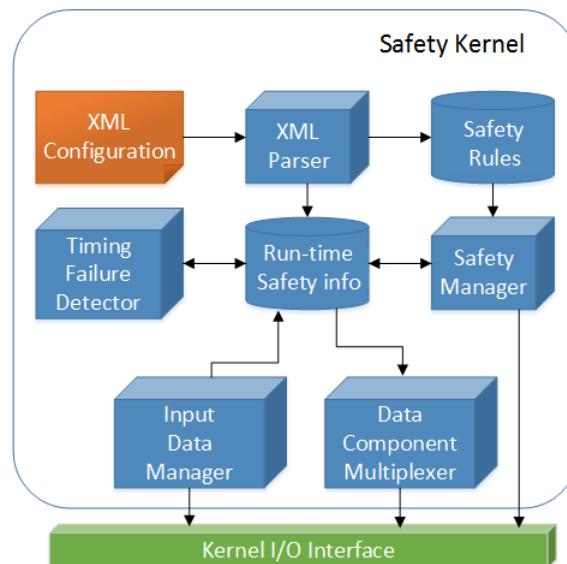 Safety Kernel
XML
Configuration
XML
Parser
Safety
Rules
Timing
Failure
Detector
Run-time
Safety info
Safety
Manager
Input
Data
Manager
Data
Component
Multiplexer
Kernel I/O Interface